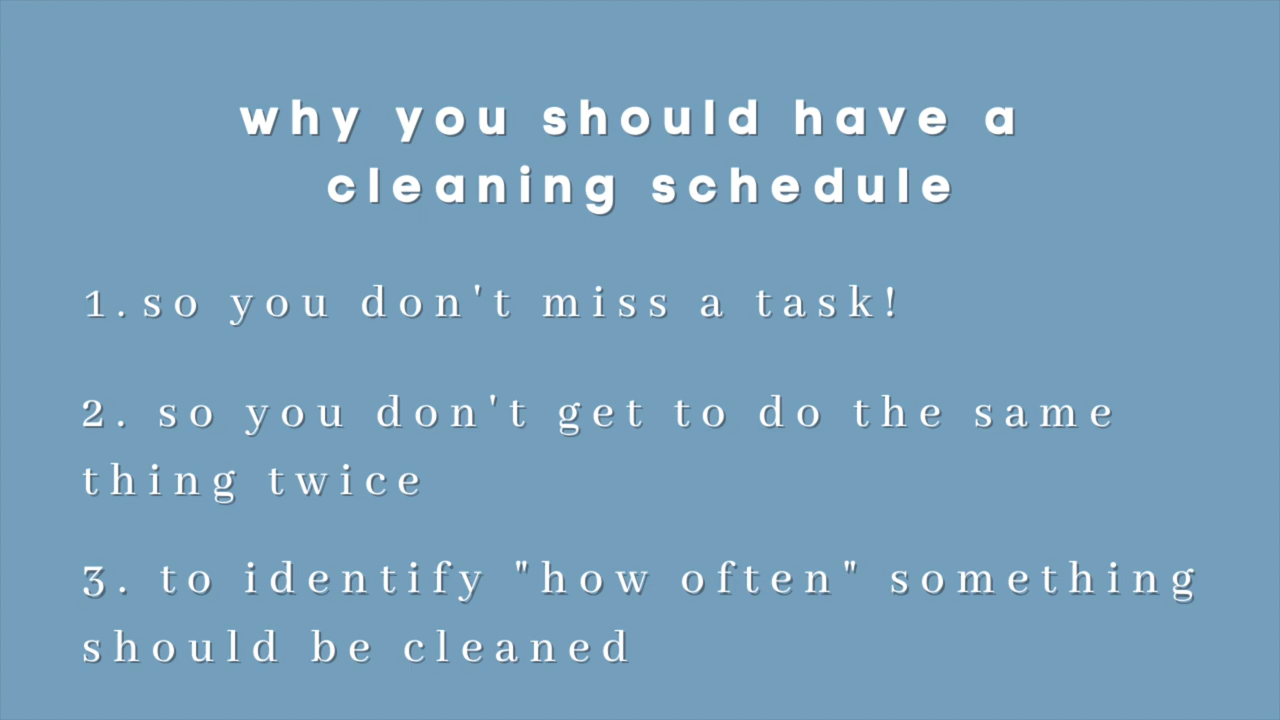 why you should have a
cleaning schedule
1.so you don't miss a task!
2. so you don't get to do the same
thing twice
3. to identify "how often" something
should be cleaned